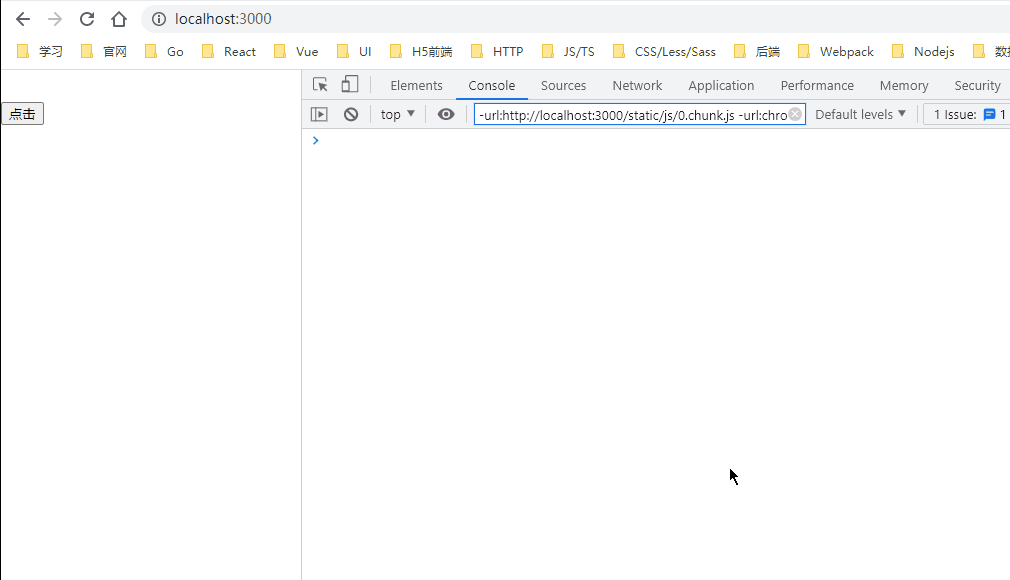 localhost:3000
学习 官网 Go React Vue UI H5前端 HTTP JS/TS CSS/Less/Sass 后端 Webpack Nodejs
Elements Console Sources Network Application Performance Memory Security
点击
top -url:http://localhost:3000/static/js/0.chunk.js -url:chro Default levels 1 Issue: 1